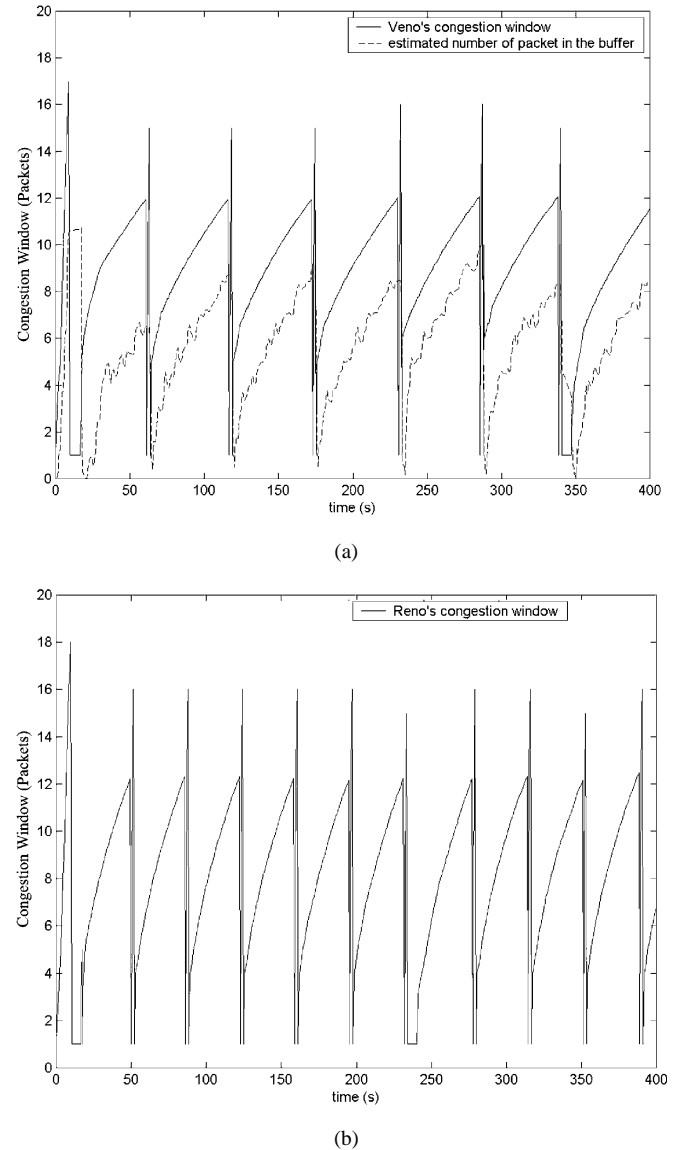 20
18
16
14
12
10
8
6
4
2
0
Congestion Window (Packets)
Veno's congestion window
estimated number of packet in the buffer
0 50 100 150 200 250 300 350 400
time (s)
(a)
20
18
16
14
12
10
8
6
4
2
0
Congestion Window (Packets)
Reno's congestion window
0 50 100 150 200 250 300 350 400
time (s)
(b)